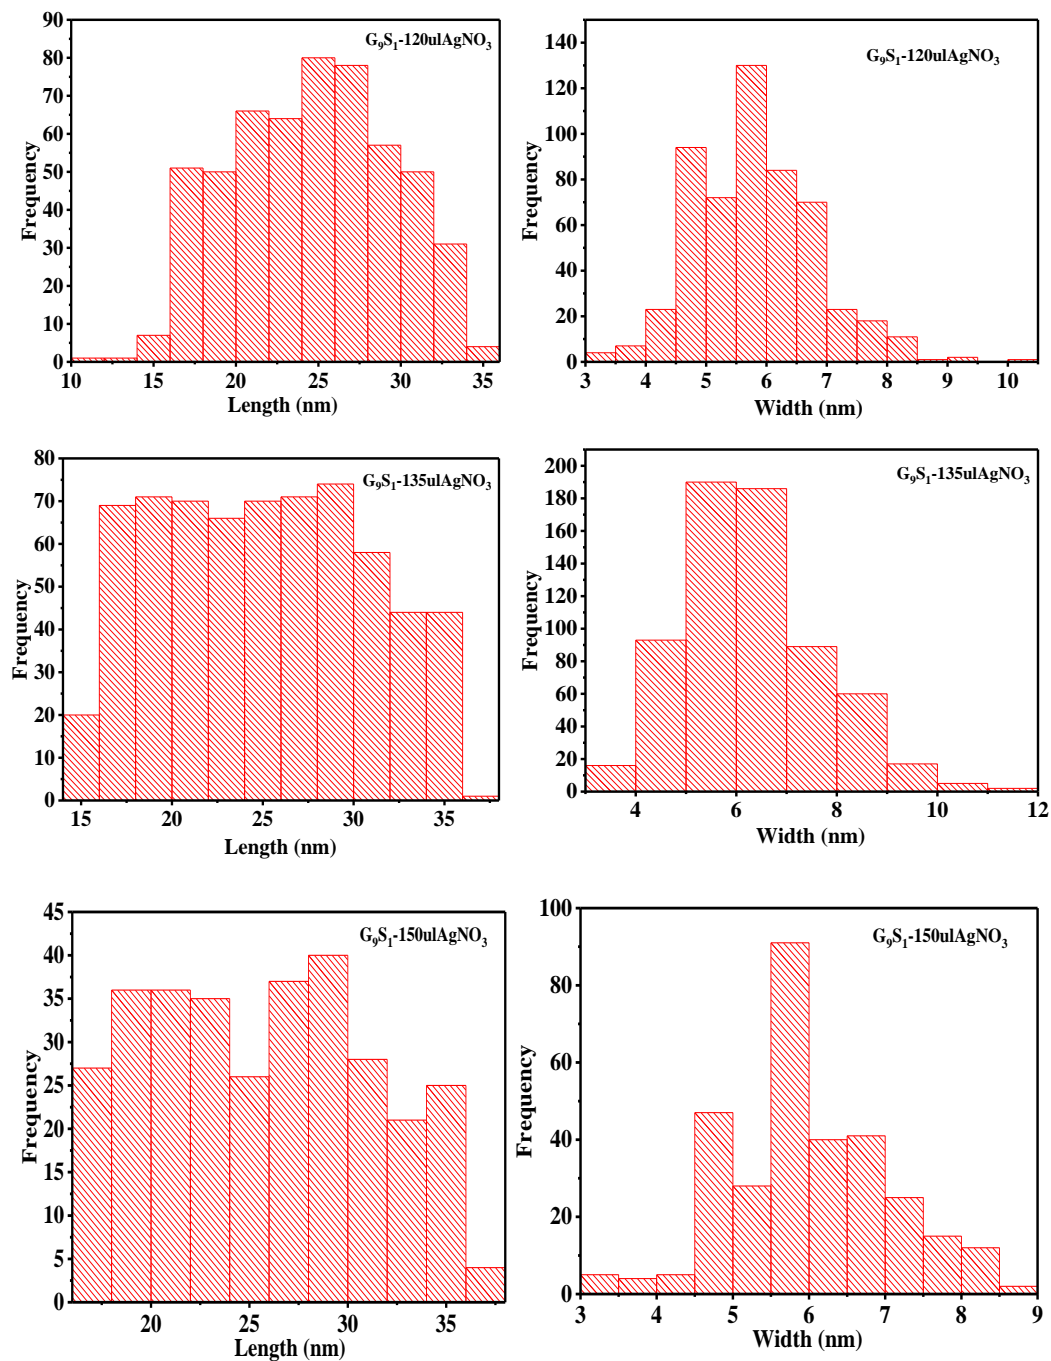 G₉S₁-120ulAgNO₃
Frequency
90
80
70
60
50
40
30
20
10
0
10 15 20 25 30 35
Length (nm)
G₉S₁-120ulAgNO₃
Frequency
140
120
100
80
60
40
20
0
3 4 5 6 7 8 9 10
Width (nm)
G₉S₁-135ulAgNO₃
Frequency
80
70
60
50
40
30
20
10
0
15 20 25 30 35
Length (nm)
G₉S₁-135ulAgNO₃
Frequency
200
180
160
140
120
100
80
60
40
20
0
4 6 8 10 12
Width (nm)
G₉S₁-150ulAgNO₃
Frequency
45
40
35
30
25
20
15
10
5
0
20 25 30 35
Length (nm)
G₉S₁-150ulAgNO₃
Frequency
100
80
60
40
20
0
3 4 5 6 7 8 9
Width (nm)